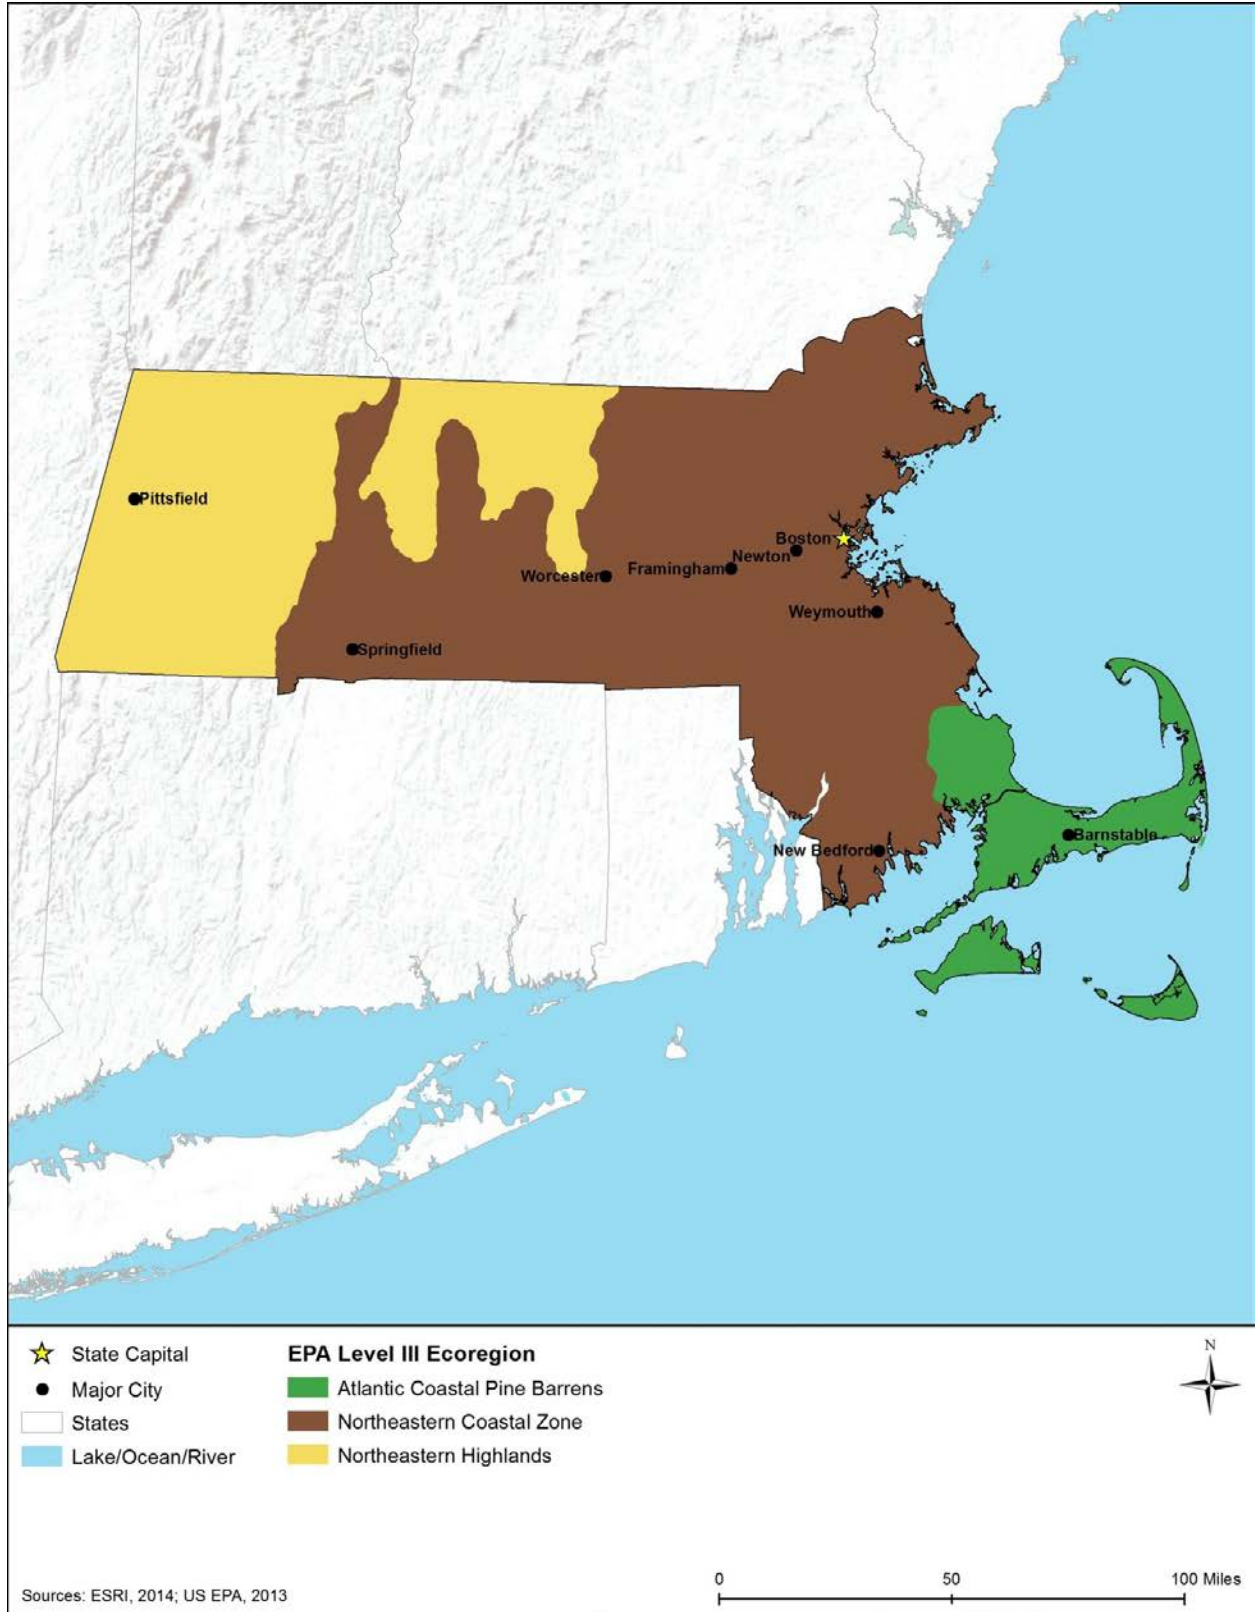 Pittsfield
Boston
Newton
Framingham
Worcester
Weymouth
Springfield
Barnstable
New Bedford
State Capital
Major City
States
Lake/Ocean/River
EPA Level III Ecoregion
Atlantic Coastal Pine Barrens
Northeastern Coastal Zone
Northeastern Highlands
N
Sources: ESRI, 2014; US EPA, 2013
0 50 100 Miles